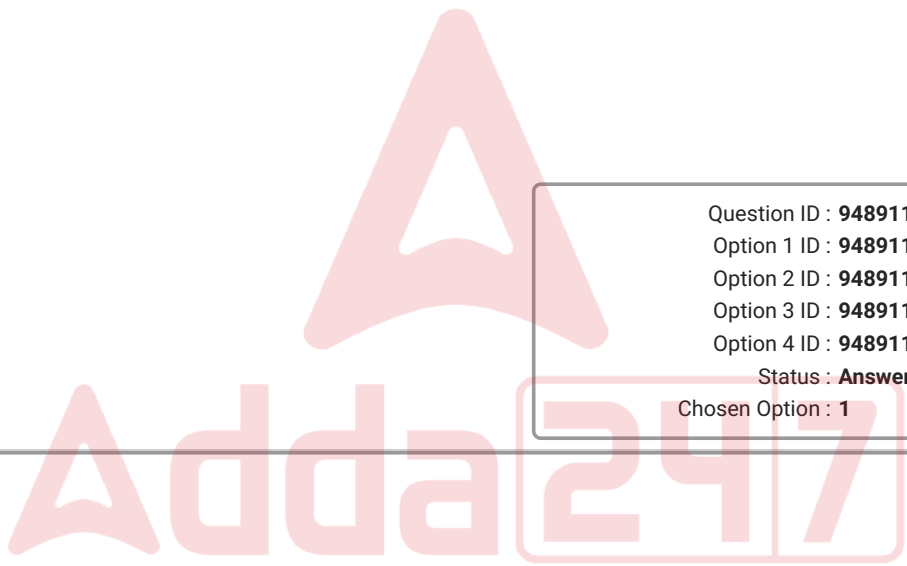 Question ID : 948911
Option 1 ID : 948911
Option 2 ID : 948911
Option 3 ID : 948911
Option 4 ID : 948911
Status : Answer
Chosen Option : 1
Adda247